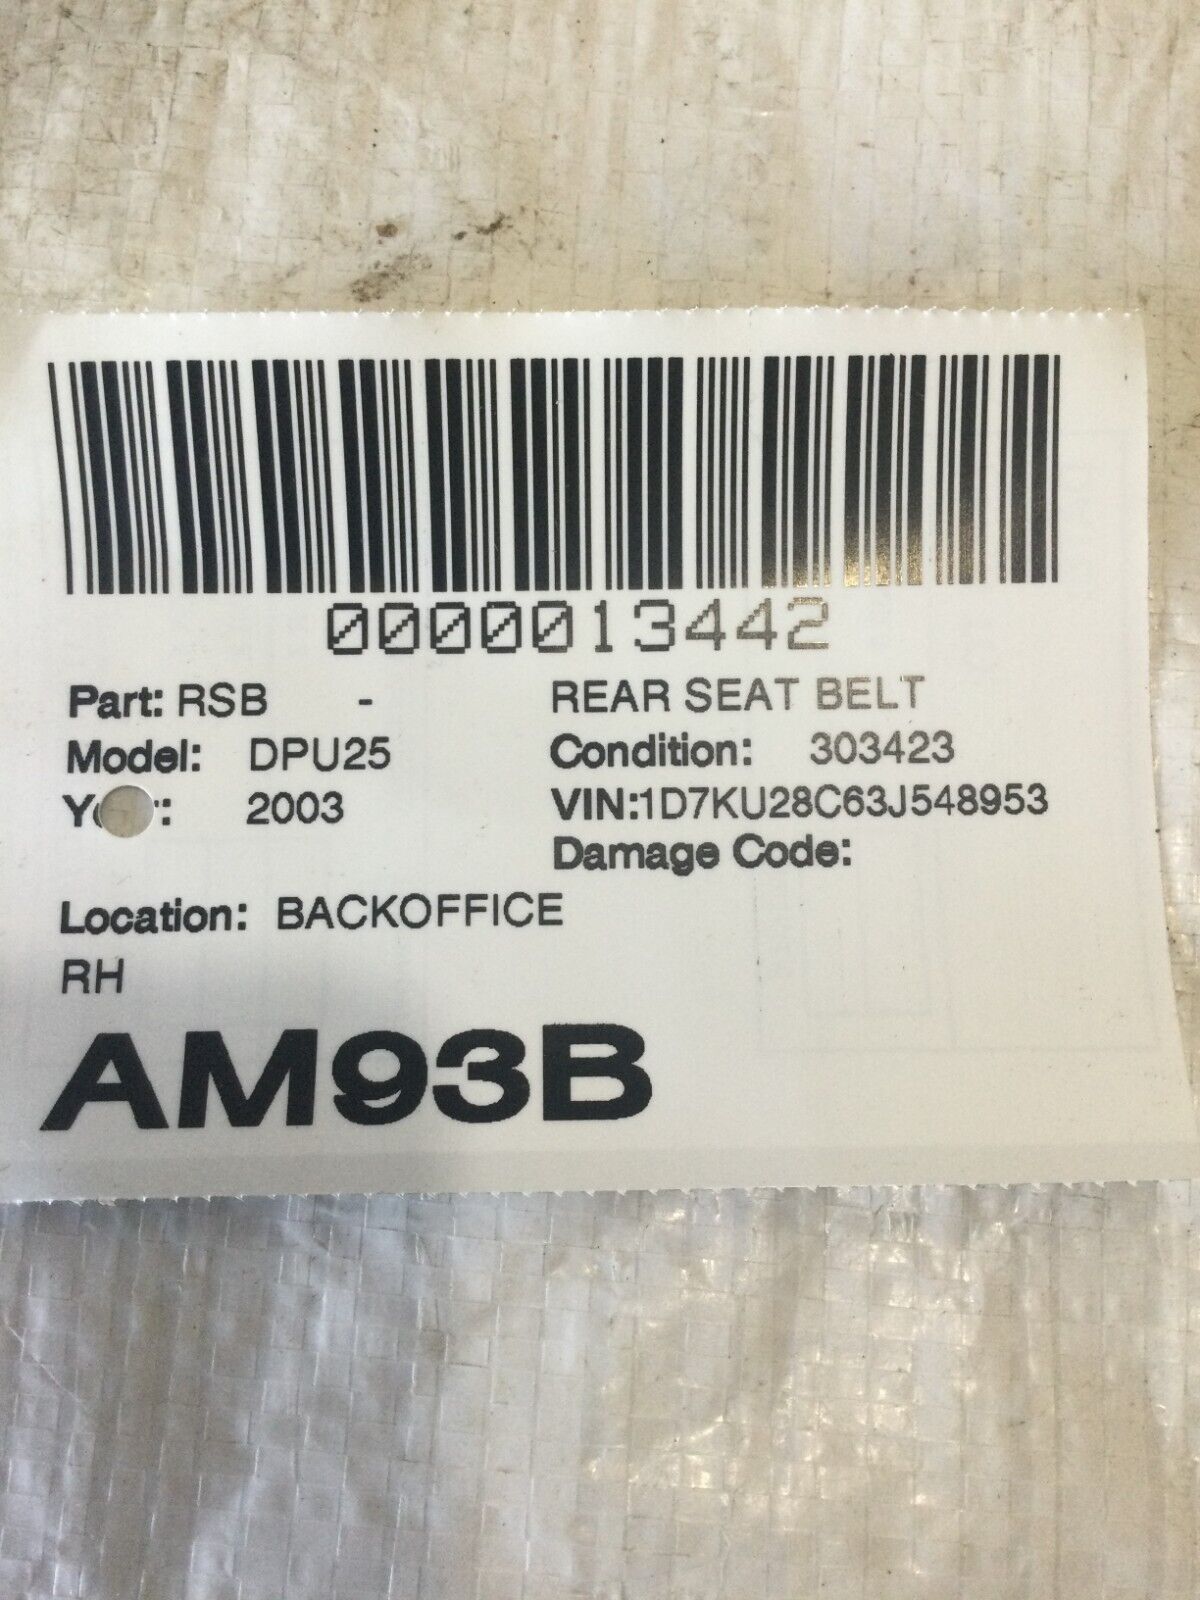 0000013442
Part: RSB - REAR SEAT BELT
Model: DPU25 Condition: 303423
2003 VIN:1D7KU28C63J548953
Damage Code:
Location: BACKOFFICE
RH
AM93B